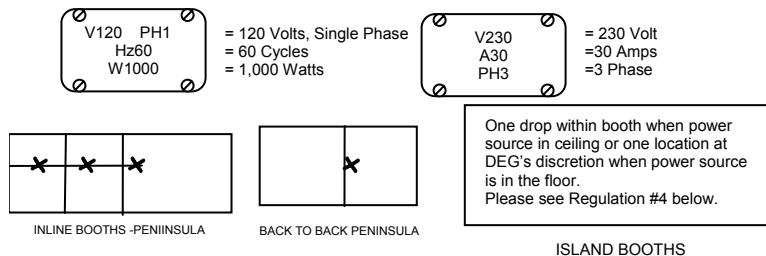 V120 PH1
Hz60
W1000
= 120 Volts, Single Phase
= 60 Cycles
= 1,000 Watts
V230
A30
PH3
= 230 Volt
=30 Amps
=3 Phase
One drop within booth when power
source in ceiling or one location at
DEG's discretion when power source
is in the floor.
Please see Regulation #4 below.
INLINE BOOTHS -PENIINSULA
BACK TO BACK PENINSULA
ISLAND BOOTHS